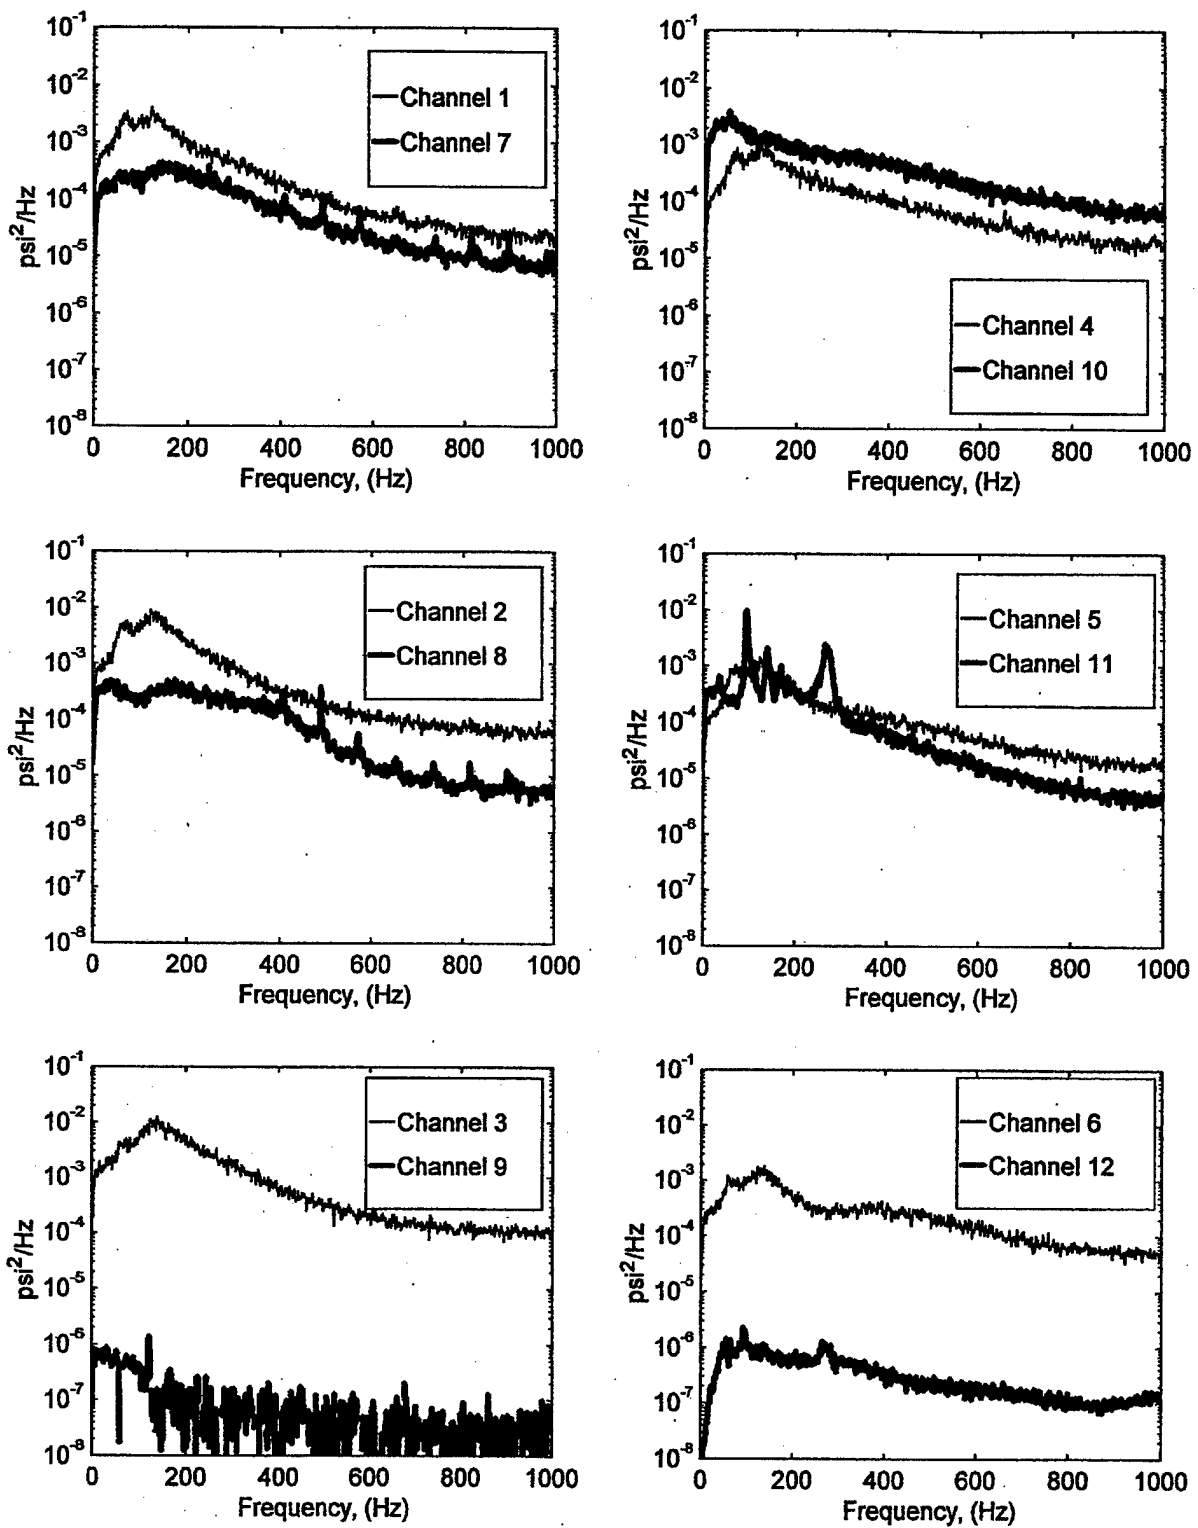 10^-1
10^-2
10^-3
10^-4
10^-5
10^-6
10^-7
10^-8
psi^2/Hz
Channel 1
Channel 7
0 200 400 600 800 1000
Frequency, (Hz)
10^-1
10^-2
10^-3
10^-4
10^-5
10^-6
10^-7
10^-8
psi^2/Hz
Channel 4
Channel 10
0 200 400 600 800 1000
Frequency, (Hz)
10^-1
10^-2
10^-3
10^-4
10^-5
10^-6
10^-7
10^-8
psi^2/Hz
Channel 2
Channel 8
0 200 400 600 800 1000
Frequency, (Hz)
10^-1
10^-2
10^-3
10^-4
10^-5
10^-6
10^-7
10^-8
psi^2/Hz
Channel 5
Channel 11
0 200 400 600 800 1000
Frequency, (Hz)
10^-1
10^-2
10^-3
10^-4
10^-5
10^-6
10^-7
10^-8
psi^2/Hz
Channel 3
Channel 9
0 200 400 600 800 1000
Frequency, (Hz)
10^-1
10^-2
10^-3
10^-4
10^-5
10^-6
10^-7
10^-8
psi^2/Hz
Channel 6
Channel 12
0 200 400 600 800 1000
Frequency, (Hz)